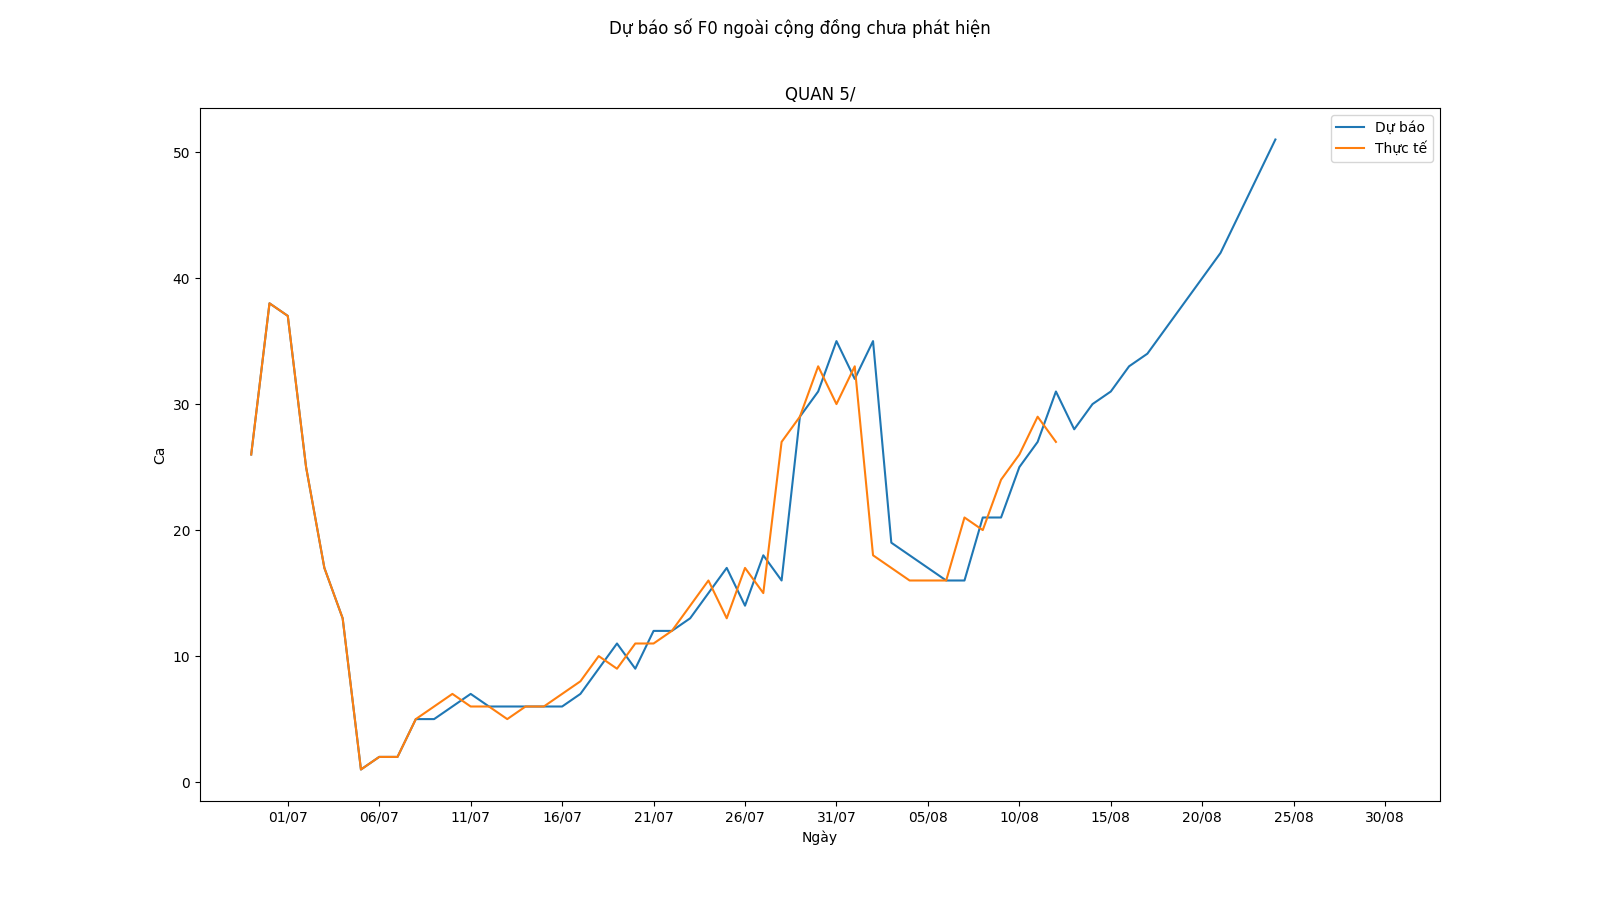 Dự báo số F0 ngoài cộng đồng chưa phát hiện
QUAN 5/
Dự báo
Thực tế
50
40
30
20
10
0
Ca
01/07 06/07 11/07 16/07 21/07 26/07 31/07 05/08 10/08 15/08 20/08 25/08 30/08
Ngày